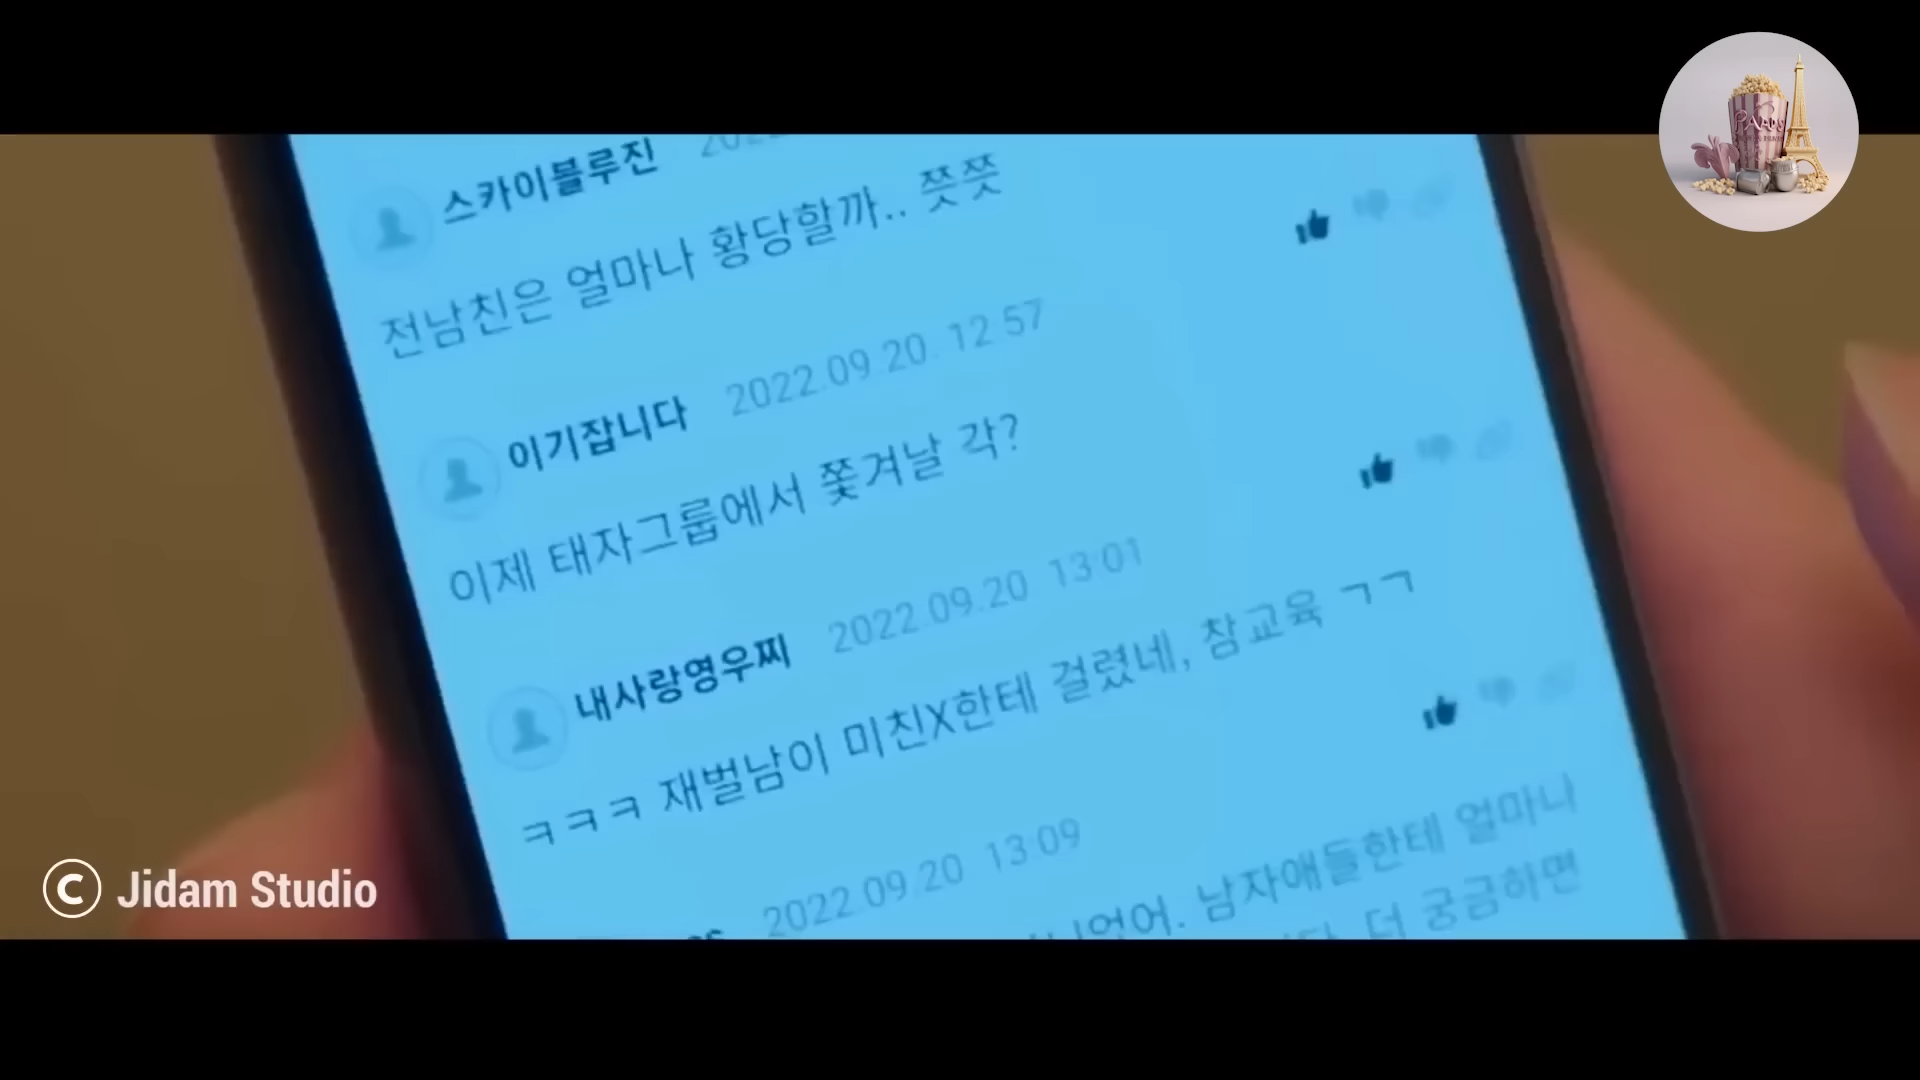 스카이블루진
전남친은 얼마나 황당할까.. 쯧쯧
이기잡니다 2022.09.20. 12:57
이제 태자그룹에서 쫓겨날 각?
내사랑영우찌 2022.09.20 13:01
ㅋㅋㅋ 재벌남이 미친X한테 걸렸네, 참교육 ㄱㄱ
2022.09.20 13:09
남자애들한테 얼마나
더 궁금하면
© Jidam Studio